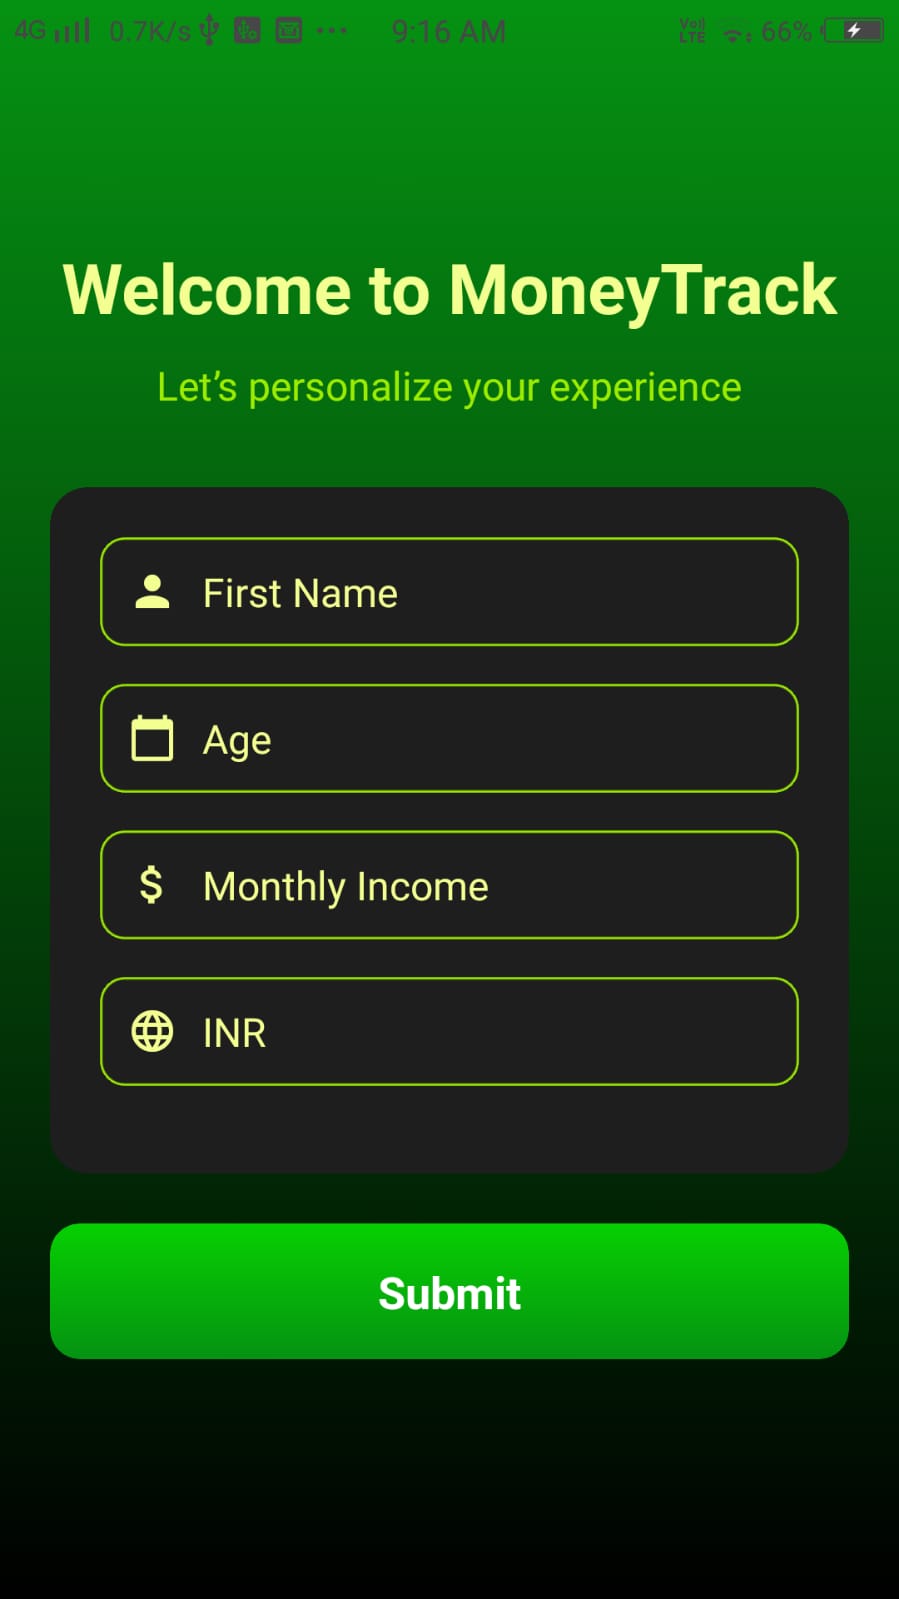 4G 0.7K/s ... 9:16 AM VoI) LTE 66%
Welcome to MoneyTrack
Let’s personalize your experience
First Name
Age
$ Monthly Income
INR
Submit